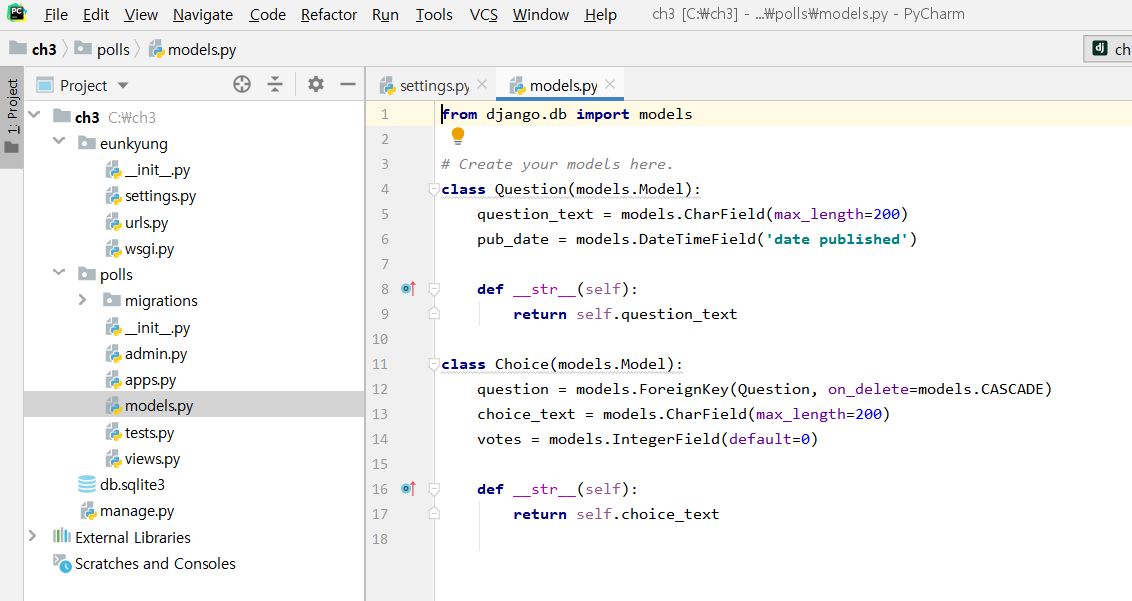 PC File Edit View Navigate Code Refactor Run Tools VCS Window Help ch3 [C:₩ch3] - ...₩polls₩models.py - PyCharm
ch3 polls models.py dj ch
1: Project
Project settings.py models.py
ch3 C:₩ch3
eunkyung
__init__.py
settings.py
urls.py
wsgi.py
polls
migrations
__init__.py
admin.py
apps.py
models.py
tests.py
views.py
db.sqlite3
manage.py
External Libraries
Scratches and Consoles
1 from django.db import models
2
3 # Create your models here.
4 class Question(models.Model):
5     question_text = models.CharField(max_length=200)
6     pub_date = models.DateTimeField('date published')
7
8     def __str__(self):
9         return self.question_text
10
11 class Choice(models.Model):
12     question = models.ForeignKey(Question, on_delete=models.CASCADE)
13     choice_text = models.CharField(max_length=200)
14     votes = models.IntegerField(default=0)
15
16     def __str__(self):
17         return self.choice_text
18